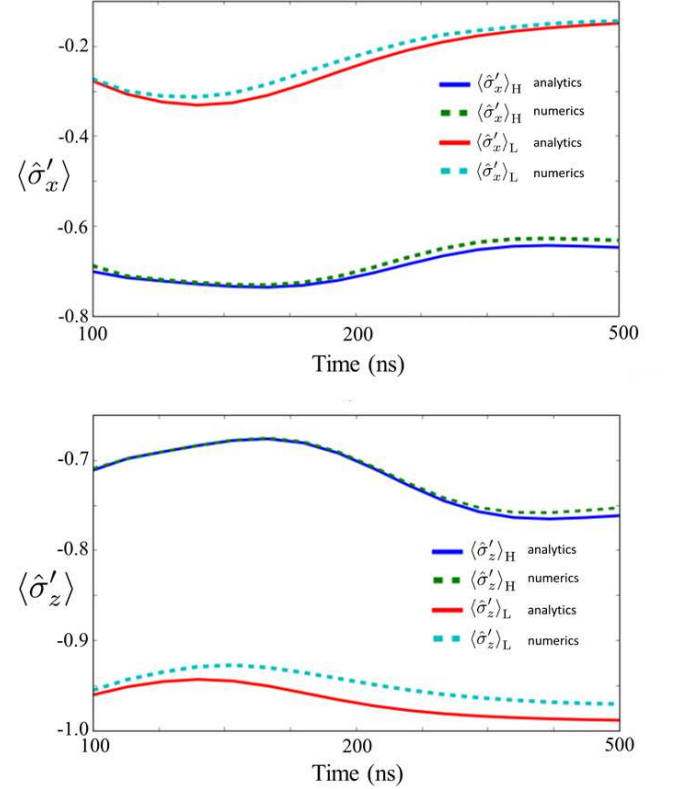 -0.2
-0.4
-0.6
-0.8
⟨σ̂′ₓ⟩
⟨σ̂′ₓ⟩H analytics
⟨σ̂′ₓ⟩H numerics
⟨σ̂′ₓ⟩L analytics
⟨σ̂′ₓ⟩L numerics
100 200 500
Time (ns)
-0.7
-0.8
-0.9
-1.0
⟨σ̂′z⟩
⟨σ̂′z⟩H analytics
⟨σ̂′z⟩H numerics
⟨σ̂′z⟩L analytics
⟨σ̂′z⟩L numerics
100 200 500
Time (ns)